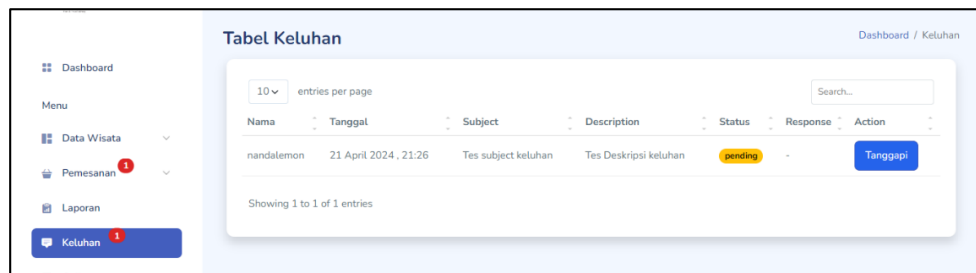 Tabel Keluhan
Dashboard / Keluhan
Dashboard
Menu
Data Wisata
Pemesanan 1
Laporan
Keluhan 1
10 entries per page
Search...
Nama Tanggal Subject Description Status Response Action
nandalemon 21 April 2024 , 21:26 Tes subject keluhan Tes Deskripsi keluhan pending - Tanggapi
Showing 1 to 1 of 1 entries